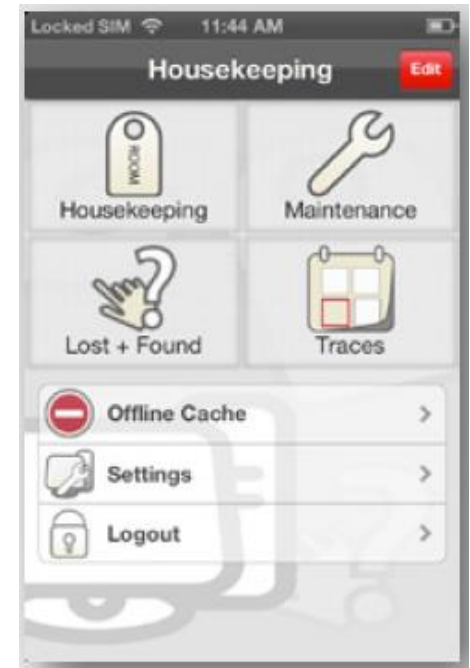 Locked SIM 11:44 AM
Housekeeping Edit
ROOM
Housekeeping Maintenance
Lost + Found Traces
Offline Cache
Settings
Logout